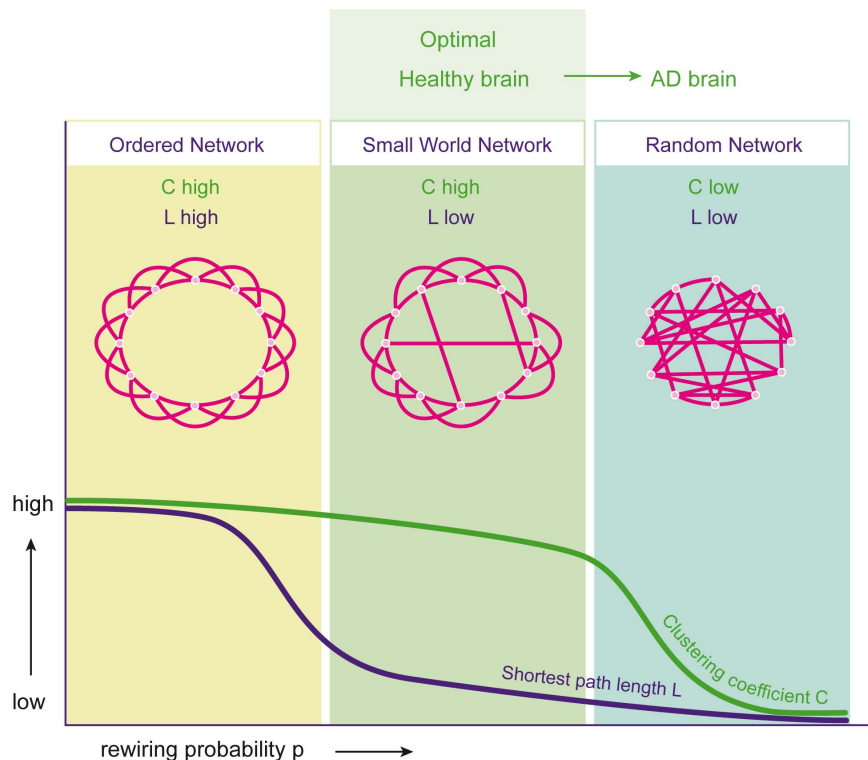 Optimal
Healthy brain
AD brain
Ordered Network
Small World Network
Random Network
C high
L high
C high
L low
C low
L low
high
low
Shortest path length L
Clustering coefficient C
rewiring probability p